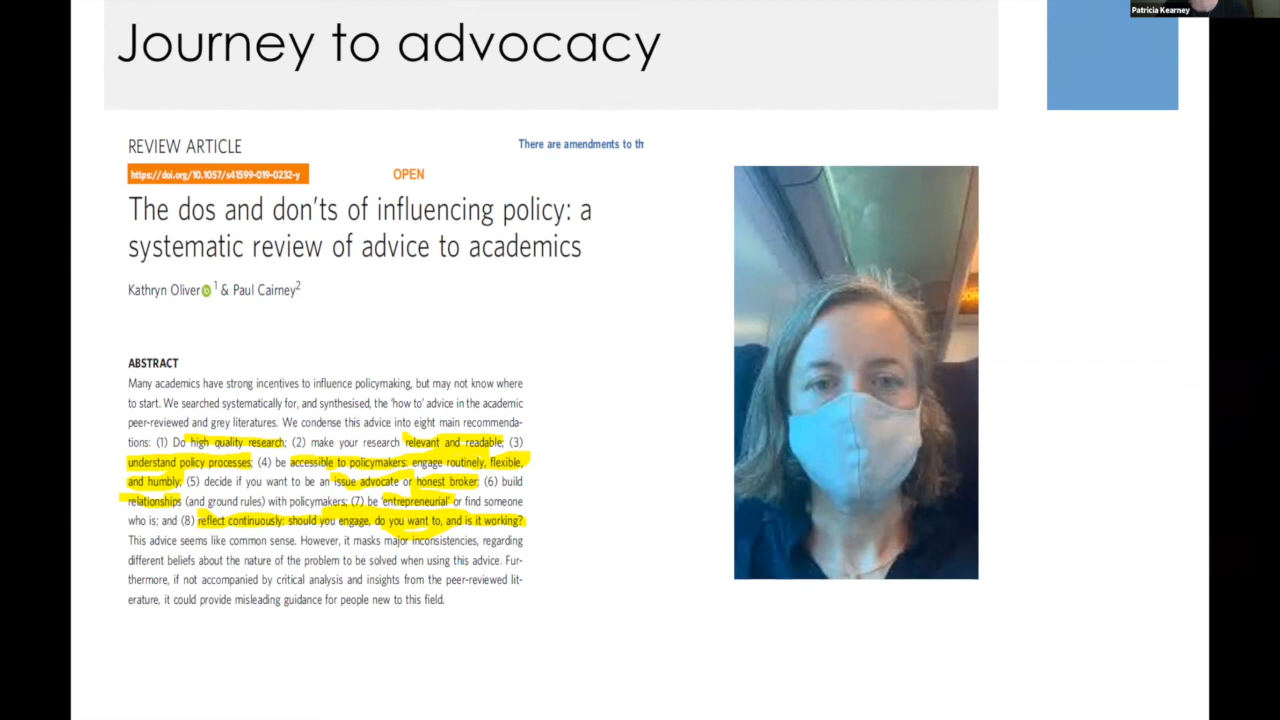 Patricia Kearney
Journey to advocacy
REVIEW ARTICLE
There are amendments to th
https://doi.org/10.1057/s41599-019-0232-y
OPEN
The dos and don'ts of influencing policy: a
systematic review of advice to academics
Kathryn Oliver 1 & Paul Cairney2
ABSTRACT
Many academics have strong incentives to influence policymaking, but may not know where
to start. We searched systematically for, and synthesised, the 'how to' advice in the academic
peer-reviewed and grey literatures. We condense this advice into eight main recommenda-
tions: (1) Do high quality research; (2) make your research relevant and readable; (3)
understand policy processes; (4) be accessible to policymakers: engage routinely, flexible,
and humbly; (5) decide if you want to be an issue advocate or honest broker; (6) build
relationships (and ground rules) with policymakers; (7) be 'entrepreneurial' or find someone
who is; and (8) reflect continuously: should you engage, do you want to, and is it working?
This advice seems like common sense. However, it masks major inconsistencies, regarding
different beliefs about the nature of the problem to be solved when using this advice. Fur-
thermore, if not accompanied by critical analysis and insights from the peer-reviewed lit-
erature, it could provide misleading guidance for people new to this field.